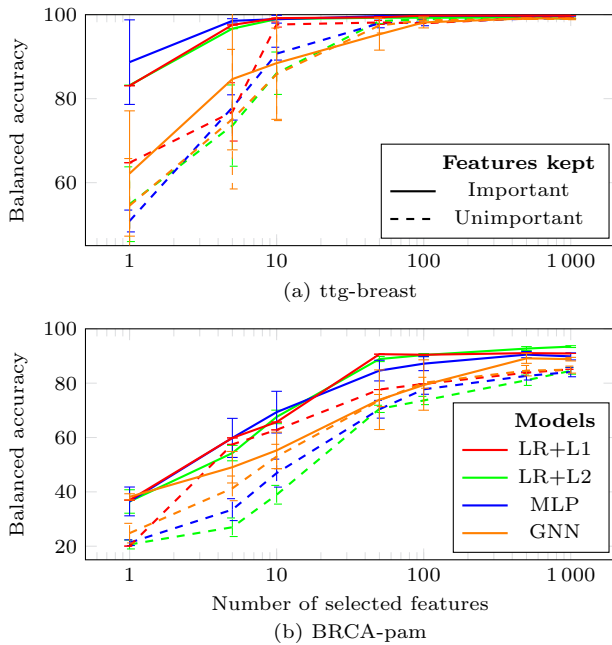 100
80
60
Balanced accuracy
Features kept
Important
Unimportant
1
10
100
1 000
(a) ttg-breast
100
80
60
40
20
Balanced accuracy
Models
LR+L1
LR+L2
MLP
GNN
1
10
100
1 000
Number of selected features
(b) BRCA-pam